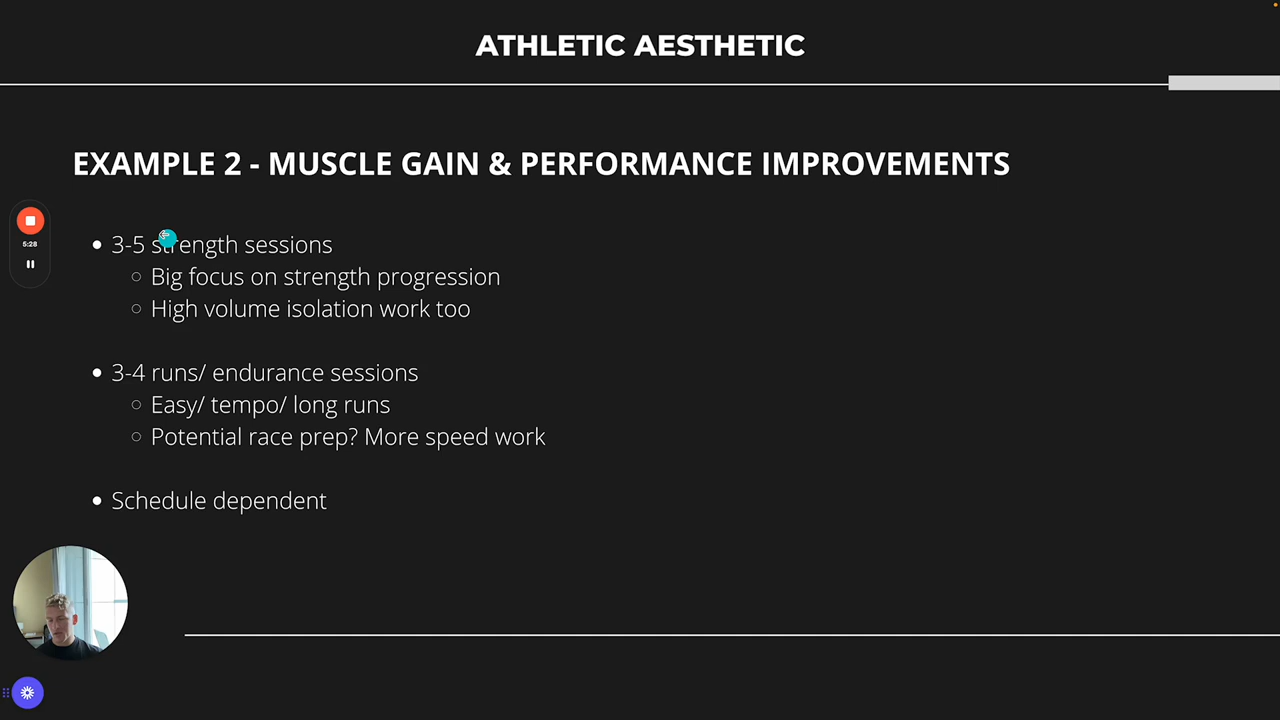 ATHLETIC AESTHETIC
EXAMPLE 2 - MUSCLE GAIN & PERFORMANCE IMPROVEMENTS
3-5 strength sessions
Big focus on strength progression
High volume isolation work too
5:28
3-4 runs/ endurance sessions
Easy/ tempo/ long runs
Potential race prep? More speed work
Schedule dependent